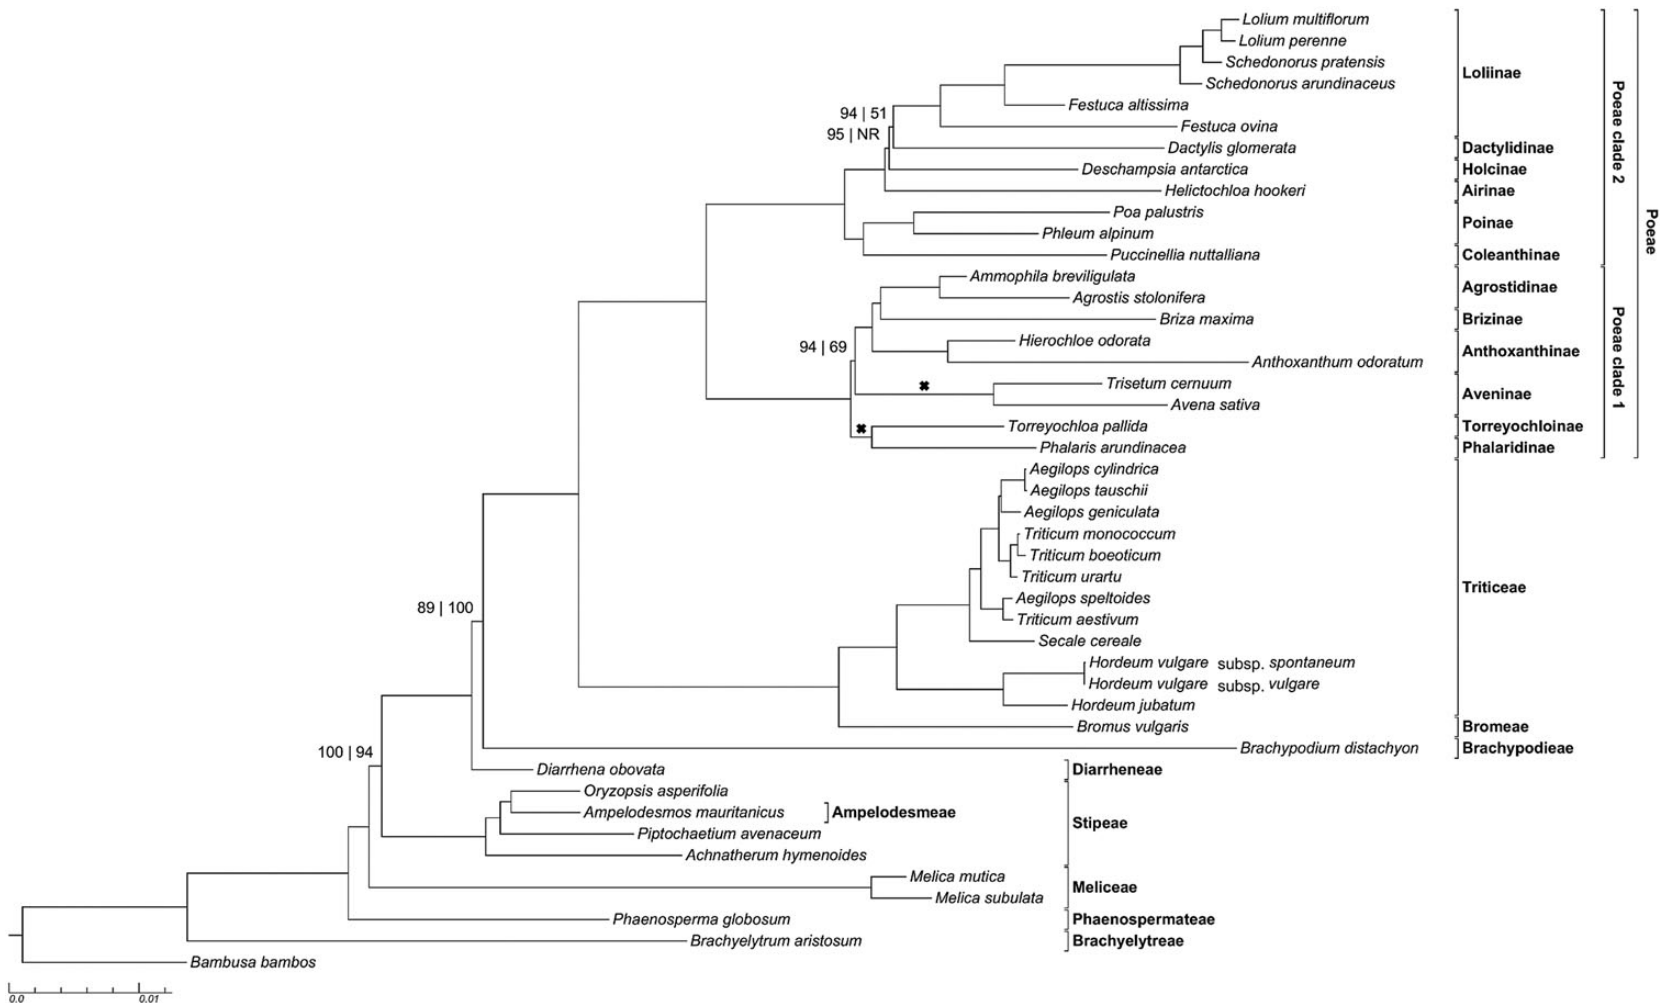 Lolium multiflorum
Lolium perenne
Schedonorus pratensis
Loliinae
Schedonorus arundinaceus
Festuca altissima
94 | 51
Festuca ovina
95 | NR
Dactylis glomerata
Dactylidinae
Deschampsia antarctica
Holcinae
Helictochloa hookeri
Airinae
Poeae clade 2
Poa palustris
Poinae
Phleum alpinum
Poeae
Puccinellia nuttalliana
Coleanthinae
Ammophila breviligulata
Agrostidinae
Agrostis stolonifera
Briza maxima
Brizinae
Hierochloe odorata
94 | 69
Anthoxanthinae
Anthoxanthum odoratum
Poeae clade 1
Trisetum cernuum
Aveninae
Avena sativa
Torreyochloa pallida
Torreyochloinae
Phalaris arundinacea
Phalaridinae
Aegilops cylindrica
Aegilops tauschii
Aegilops geniculata
Triticum monococcum
Triticum boeoticum
Triticum urartu
Triticeae
Aegilops speltoides
89 | 100
Triticum aestivum
Secale cereale
Hordeum vulgare subsp. spontaneum
Hordeum vulgare subsp. vulgare
Hordeum jubatum
Bromus vulgaris
Bromeae
Brachypodium distachyon
Brachypodieae
100 | 94
Diarrhena obovata
Diarrheneae
Oryzopsis asperifolia
Ampelodesmos mauritanicus
Ampelodesmeae
Stipeae
Piptochaetium avenaceum
Achnatherum hymenoides
Melica mutica
Meliceae
Melica subulata
Phaenosperma globosum
Phaenospermateae
Brachyelytrum aristosum
Brachyelytreae
Bambusa bambos
0.0
0.01